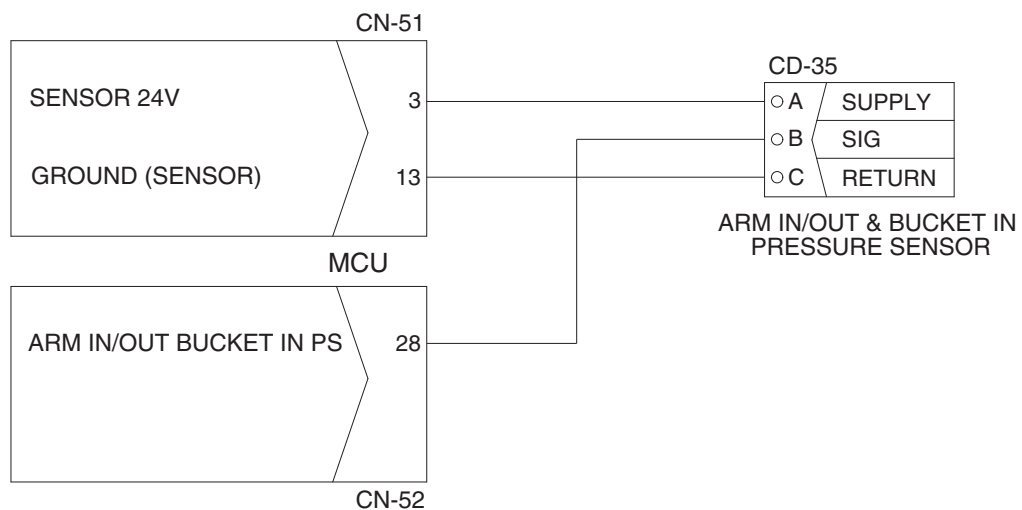 CN-51
SENSOR 24V
3
GROUND (SENSOR)
13
CD-35
A SUPPLY
B SIG
C RETURN
ARM IN/OUT & BUCKET IN
PRESSURE SENSOR
MCU
ARM IN/OUT BUCKET IN PS
28
CN-52